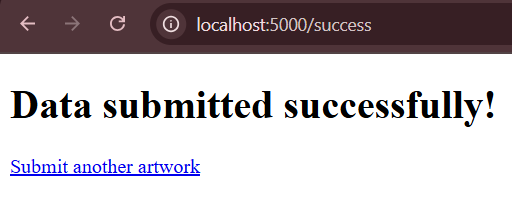 localhost:5000/success
Data submitted successfully!
Submit another artwork